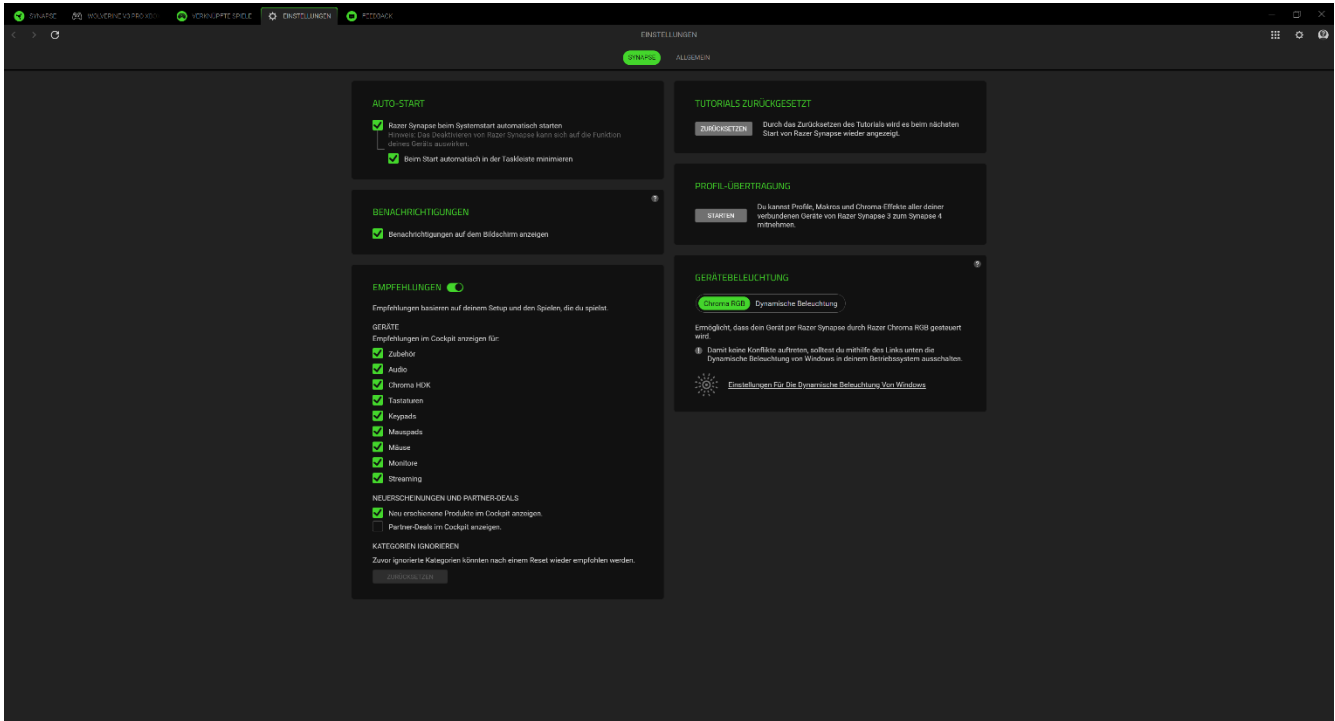 SYNAPSE
WOLVERINE V3 PRO
VERKNÜPFTE SPIELE
EINSTELLUNGEN
FEEDBACK
EINSTELLUNGEN
SYNAPSE
ALLGEMEIN
AUTO-START
Razer Synapse beim Systemstart automatisch starten
Hinweis: Das Deaktivieren von Razer Synapse kann sich auf die Funktion
deines Geräts auswirken.
Beim Start automatisch in der Taskleiste minimieren
BENACHRICHTIGUNGEN
Benachrichtigungen auf dem Bildschirm anzeigen
EMPFEHLUNGEN
Empfehlungen basieren auf deinem Setup und den Spielen, die du spielst.
GERÄTE
Empfehlungen im Cockpit anzeigen für:
Zubehör
Audio
Chroma HDK
Tastaturen
Keypads
Mauspads
Mäuse
Monitore
Streaming
NEUERSCHEINUNGEN UND PARTNER-DEALS
Neu erschienene Produkte im Cockpit anzeigen.
Partner-Deals im Cockpit anzeigen.
KATEGORIEN IGNORIEREN
Zuvor ignorierte Kategorien könnten nach einem Reset wieder empfohlen werden.
ZURÜCKSETZEN
TUTORIALS ZURÜCKGESETZT
ZURÜCKSETZEN
Durch das Zurücksetzen des Tutorials wird es beim nächsten
Start von Razer Synapse wieder angezeigt.
PROFIL-ÜBERTRAGUNG
STARTEN
Du kannst Profile, Makros und Chroma-Effekte aller deiner
verbundenen Geräte von Razer Synapse 3 zum Synapse 4
mitnehmen.
GERÄTEBELEUCHTUNG
Chroma RGB
Dynamische Beleuchtung
Ermöglicht, dass dein Gerät per Razer Synapse durch Razer Chroma RGB gesteuert
wird.
Damit keine Konflikte auftreten, solltest du mithilfe des Links unten die
Dynamische Beleuchtung von Windows in deinem Betriebssystem ausschalten.
Einstellungen Für Die Dynamische Beleuchtung Von Windows